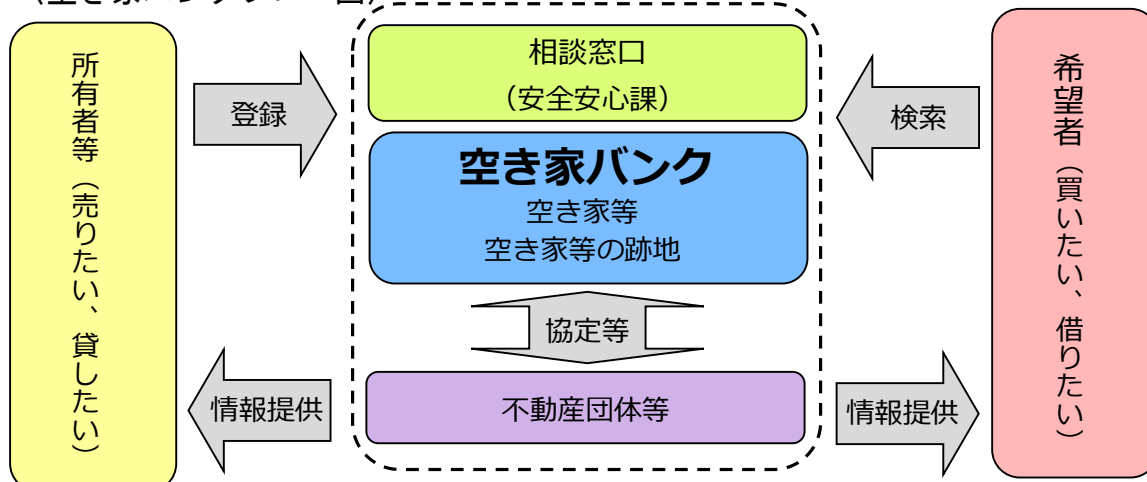 所有者等（売りたい、貸したい）
登録
相談窓口
（安全安心課）
空き家バンク
空き家等
空き家等の跡地
協定等
不動産団体等
情報提供
検索
情報提供
希望者（買いたい、借りたい）